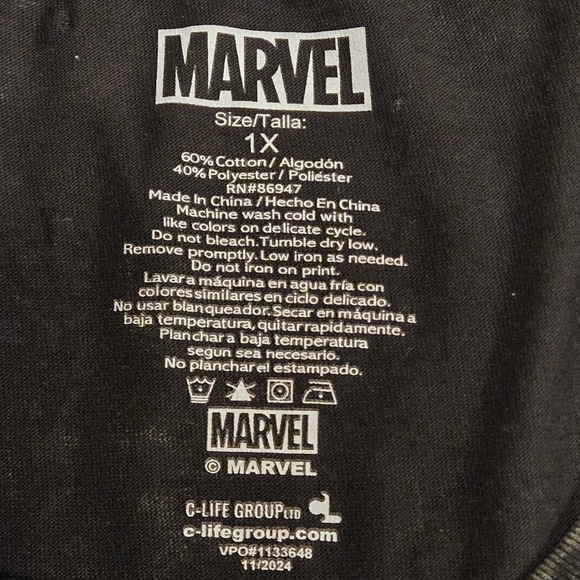 MARVEL
Size/Talla:
1X
60% Cotton / Algodón
40% Polyester / Poliéster
RN#86947
Made In China / Hecho En China
Machine wash cold with
like colors on delicate cycle.
Do not bleach. Tumble dry low.
Remove promptly. Low iron as needed.
Do not iron on print.
Lavar a máquina en agua fría con
colores similares en ciclo delicado.
No usar blanqueador. Secar en máquina a
baja temperatura, quitar rapidamente.
Planchar a baja temperatura
segun sea necesario.
No planchar el estampado.
MARVEL
© MARVEL
C-LIFE GROUP LTD
c-lifegroup.com
VPO#1133648
11/2024